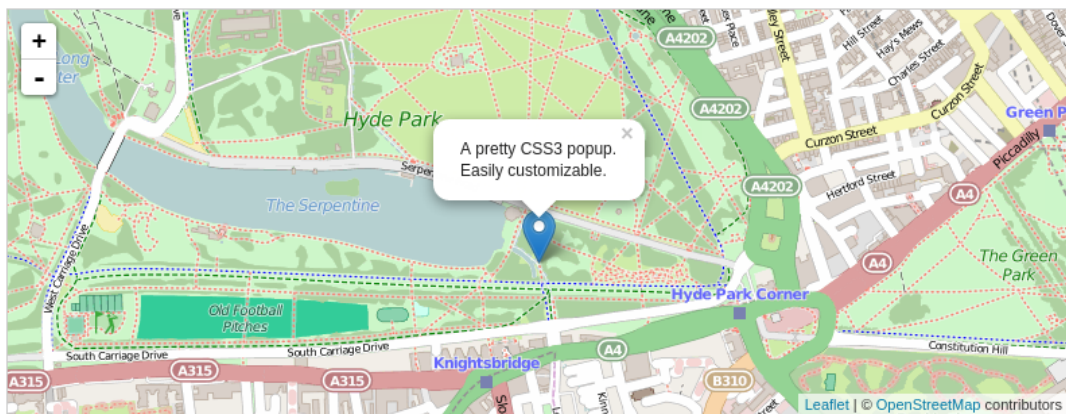 +
-
Long
A4202
Hill Street
Hay's Mews
Charles Street
Curzon Street
A4202
Green P
Hyde Park
Curzon Street
Piccadilly
×
A pretty CSS3 popup.
Easily customizable.
A4202
Hertford Street
A4
The Serpentine
West Carriage Drive
A4
The Green
Park
Hyde Park Corner
Old Football
Pitches
South Carriage Drive
South Carriage Drive
A4
Constitution Hill
Knightsbridge
A315
A315
A315
B310
Leaflet | © OpenStreetMap contributors